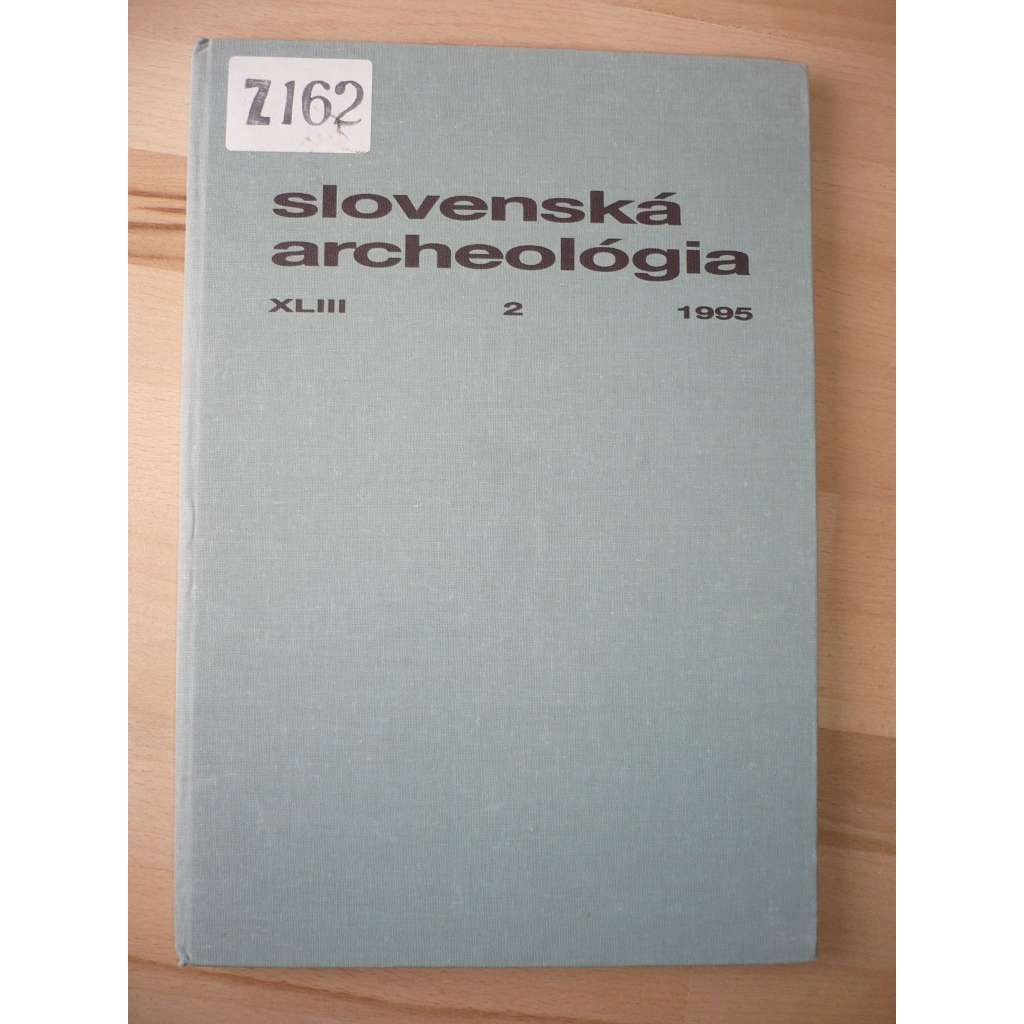 Z162
slovenská
archeológia
XLIII 2 1995